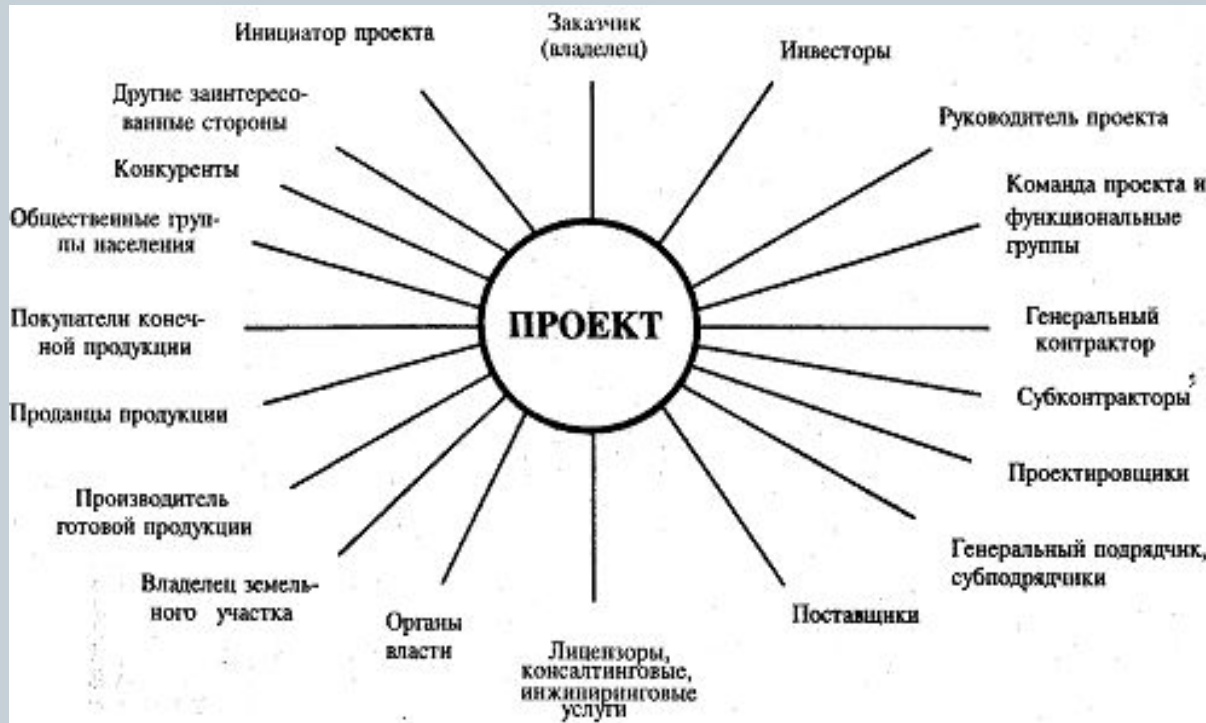 Заказчик
(владелец)
Инвесторы
Руководитель проекта
Команда проекта и
функциональные
группы
Генеральный
контрактор
Субконтракторы
Проектировщики
Генеральный подрядчик,
субподрядчики
Поставщики
Лицензоры,
консалтинговые,
инжипиринговые
услуги
Органы
власти
Владелец земель-
ного участка
Производитель
готовой продукции
Продавцы продукции
Покупатели конеч-
ной продукции
Общественные груп-
пы населения
Конкуренты
Другие заинтересо-
ванные стороны
Инициатор проекта
ПРОЕКТ